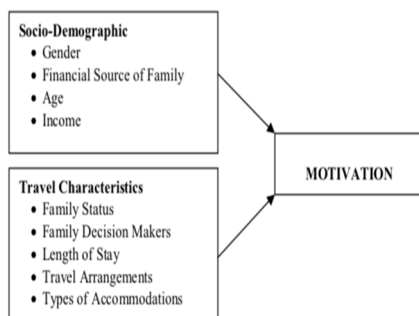 Socio-Demographic
• Gender
• Financial Source of Family
• Age
• Income
MOTIVATION
Travel Characteristics
• Family Status
• Family Decision Makers
• Length of Stay
• Travel Arrangements
• Types of Accommodations